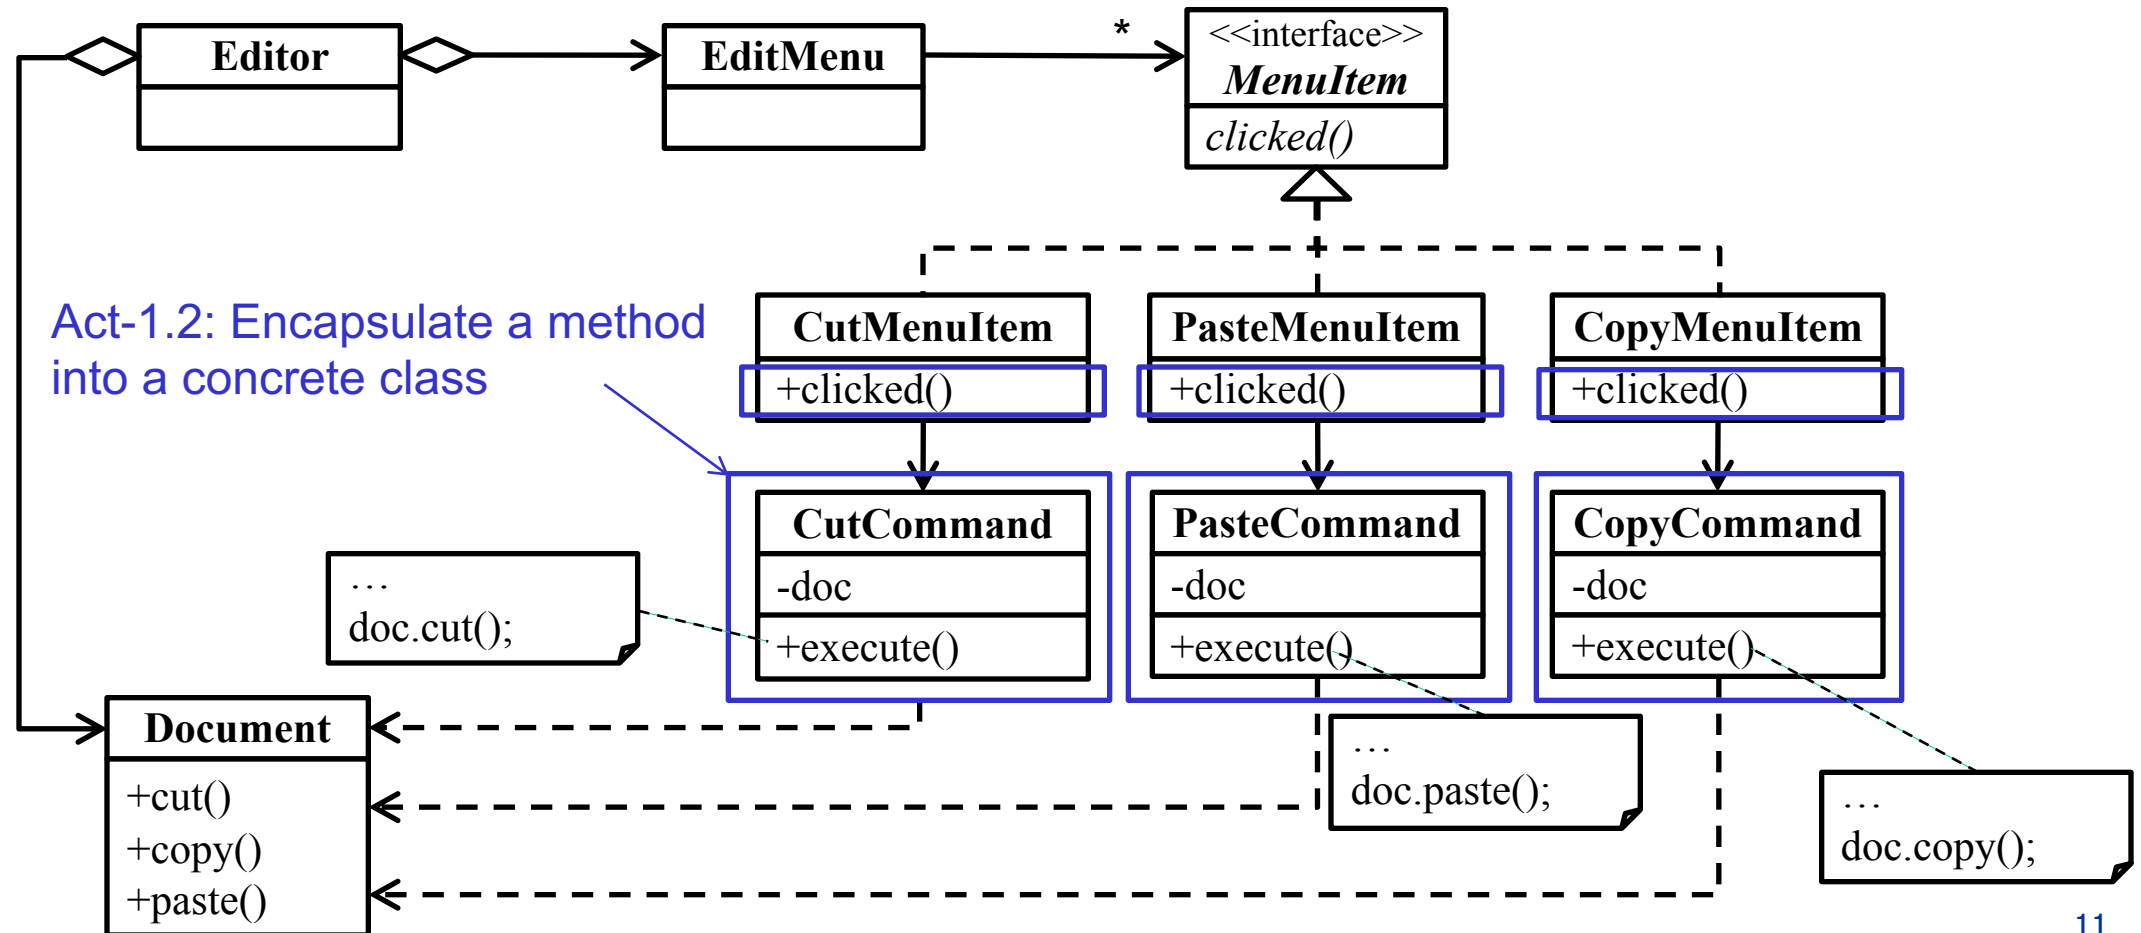 Editor
EditMenu
*
<<interface>>
MenuItem
clicked()
Act-1.2: Encapsulate a method
into a concrete class
CutMenuItem
+clicked()
PasteMenuItem
+clicked()
CopyMenuItem
+clicked()
CutCommand
-doc
+execute()
PasteCommand
-doc
+execute()
CopyCommand
-doc
+execute()
…
doc.cut();
Document
+cut()
+copy()
+paste()
…
doc.paste();
…
doc.copy();
11